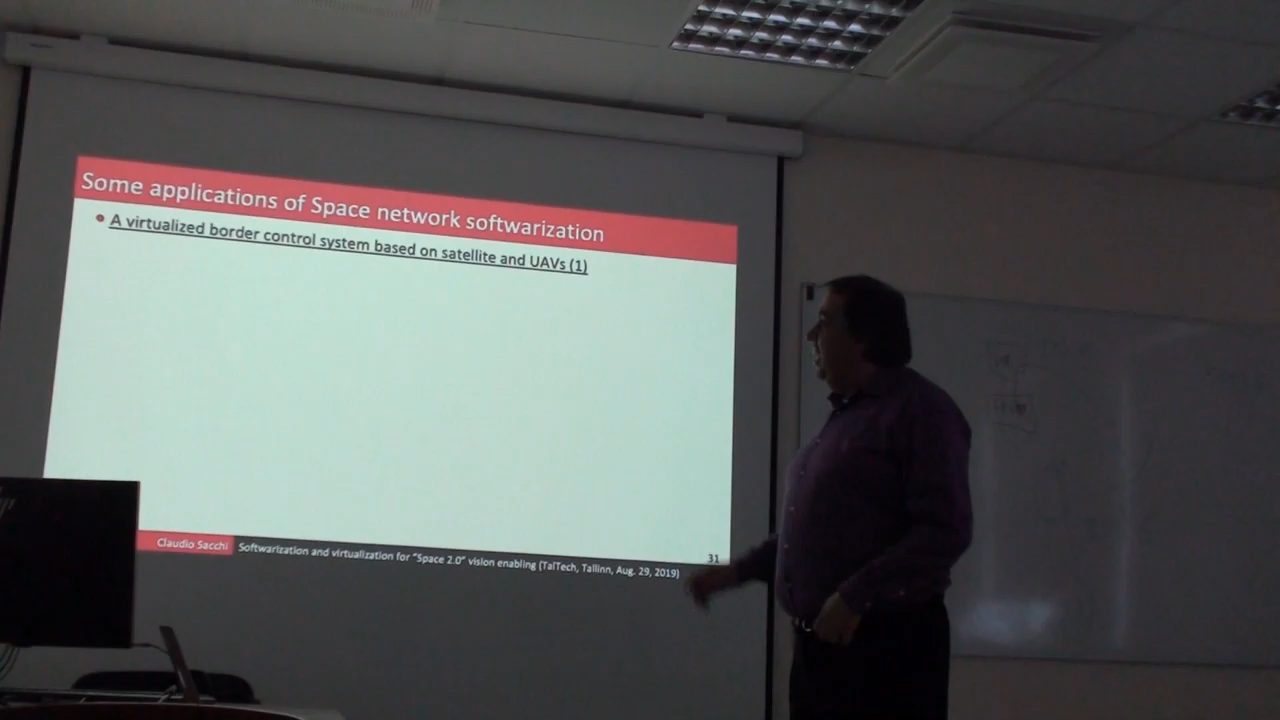 Some applications of Space network softwarization
• A virtualized border control system based on satellite and UAVs (1)
31
Claudio Sacchi Softwarization and virtualization for “Space 2.0” vision enabling (TalTech, Tallinn, Aug. 29, 2019)